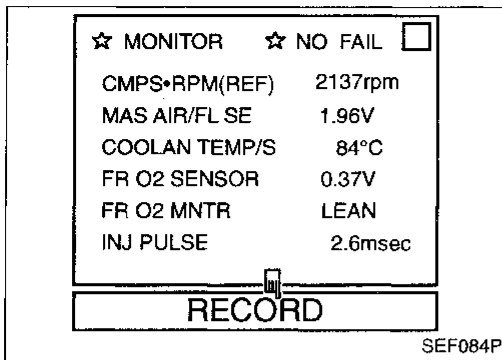 ☆ MONITOR ☆ NO FAIL
CMPS•RPM(REF) 2137rpm
MAS AIR/FL SE 1.96V
COOLAN TEMP/S 84°C
FR O2 SENSOR 0.37V
FR O2 MNTR LEAN
INJ PULSE 2.6msec
RECORD
SEF084P